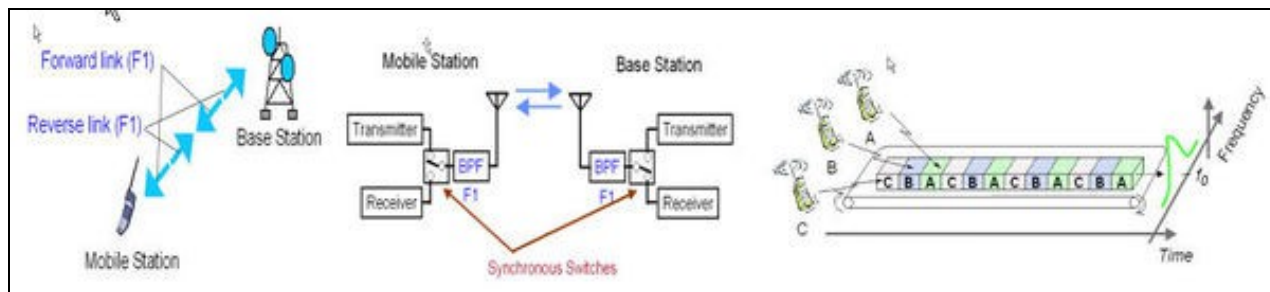 Forward link (F1)
Reverse link (F1)
Base Station
Mobile Station
Mobile Station
Base Station
Transmitter
Transmitter
BPF
BPF
F1
F1
Receiver
Receiver
Synchronous Switches
A
B
C
C B A C B A C B A C B A
f0
Frequency
Time